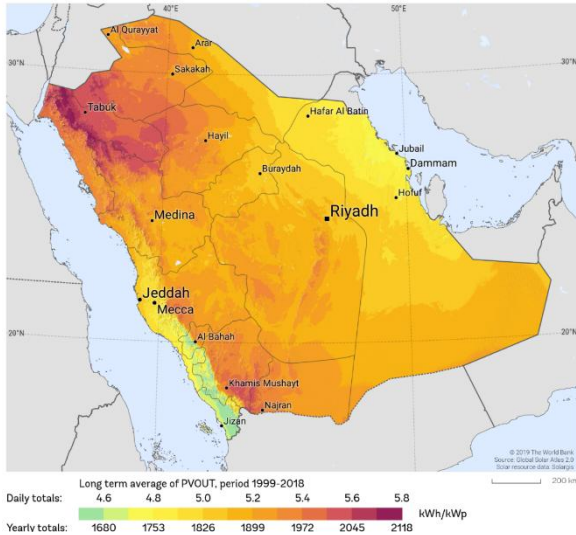 40°E
50°E
Al Qurayyat
Arar
30°N
30°N
Sakakah
Tabuk
Hafar Al Batin
Hayil
Jubail
Buraydah
Dammam
Hofuf
Riyadh
Medina
Jeddah
Mecca
20°N
20°N
Al Bahah
Khamis Mushayt
Najran
Jizan
© 2019 The World Bank
Source: Global Solar Atlas 2.0
Solar resource data: Solargis
200 km
Long term average of PVOUT, period 1999-2018
Daily totals: 4.6 4.8 5.0 5.2 5.4 5.6 5.8
kWh/kWp
Yearly totals: 1680 1753 1826 1899 1972 2045 2118